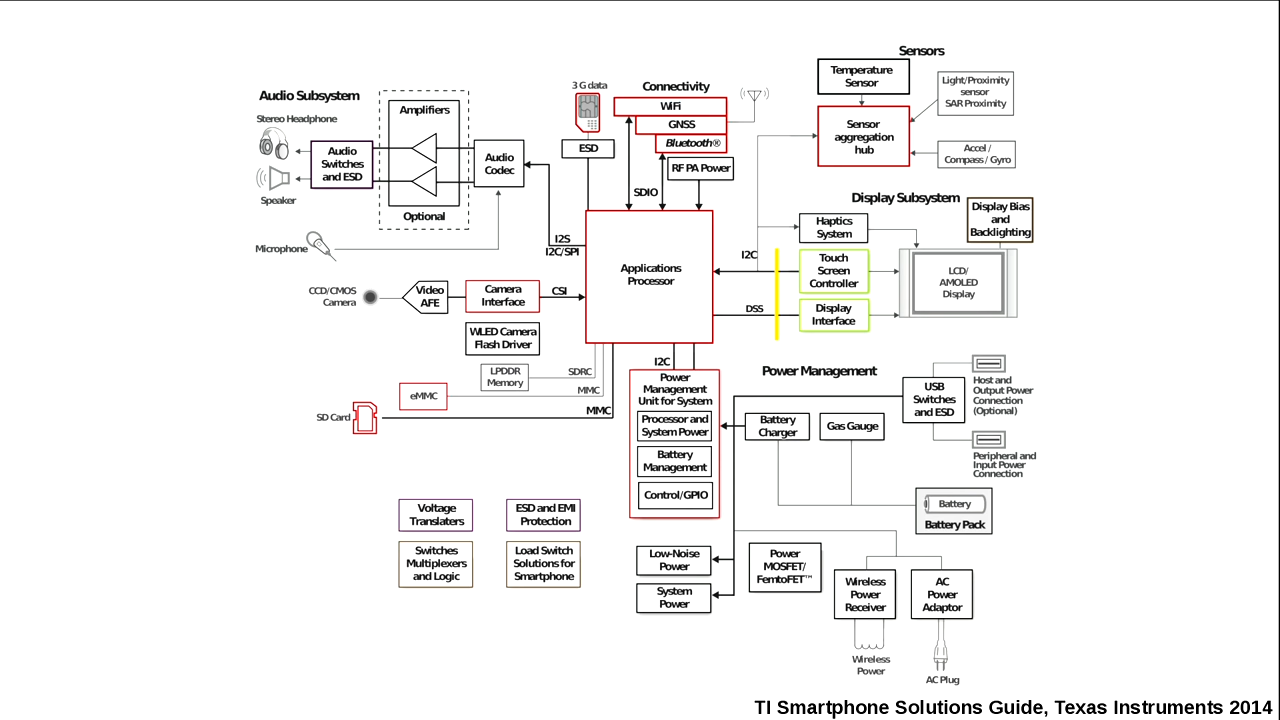 Sensors
Temperature
Sensor
Light/Proximity
sensor
SAR Proximity
Sensor
aggregation
hub
Accel /
Compass / Gyro
3 G data
Connectivity
WiFi
GNSS
Bluetooth®
RF PA Power
ESD
SDIO
Audio Subsystem
Stereo Headphone
Amplifiers
Audio
Switches
and ESD
Audio
Codec
Speaker
Optional
Microphone
I2S
I2C/SPI
Display Subsystem
Haptics
System
Display Bias
and
Backlighting
I2C
Touch
Screen
Controller
LCD/
AMOLED
Display
Applications
Processor
DSS
Display
Interface
CCD/CMOS
Camera
Video
AFE
Camera
Interface
CSI
WLED Camera
Flash Driver
LPDDR
Memory
SDRC
eMMC
MMC
SD Card
MMC
I2C
Power
Management
Unit for System
Processor and
System Power
Battery
Management
Control/GPIO
Power Management
Battery
Charger
Gas Gauge
USB
Switches
and ESD
Host and
Output Power
Connection
(Optional)
Peripheral and
Input Power
Connection
Battery
Battery Pack
Voltage
Translaters
ESD and EMI
Protection
Switches
Multiplexers
and Logic
Load Switch
Solutions for
Smartphone
Low-Noise
Power
System
Power
Power
MOSFET/
FemtoFET™
Wireless
Power
Receiver
AC
Power
Adaptor
Wireless
Power
AC Plug
TI Smartphone Solutions Guide, Texas Instruments 2014